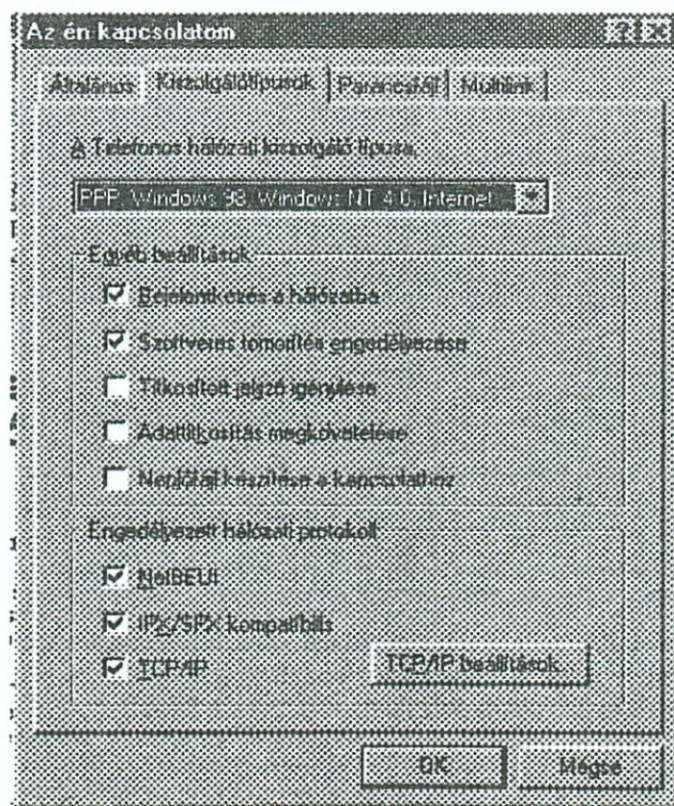 Az én kapcsolatom
Általános Kiszolgálótípusok Parancsfájl Multilink
A Telefonos hálózati kiszolgáló típusa:
PPP: Windows 98, Windows NT 4.0, Internet
Egyéb beállítások
Bejelentkezés a hálózatba
Szoftveres tömörítés engedélyezése
Titkosított jelszó igénylése
Adattitkosítás megkövetelése
Naplófájl készítése a kapcsolathoz
Engedélyezett hálózati protokoll
NetBEUI
IPX/SPX kompatibilis
TCP/IP TCP/IP beállítások...
OK Mégse